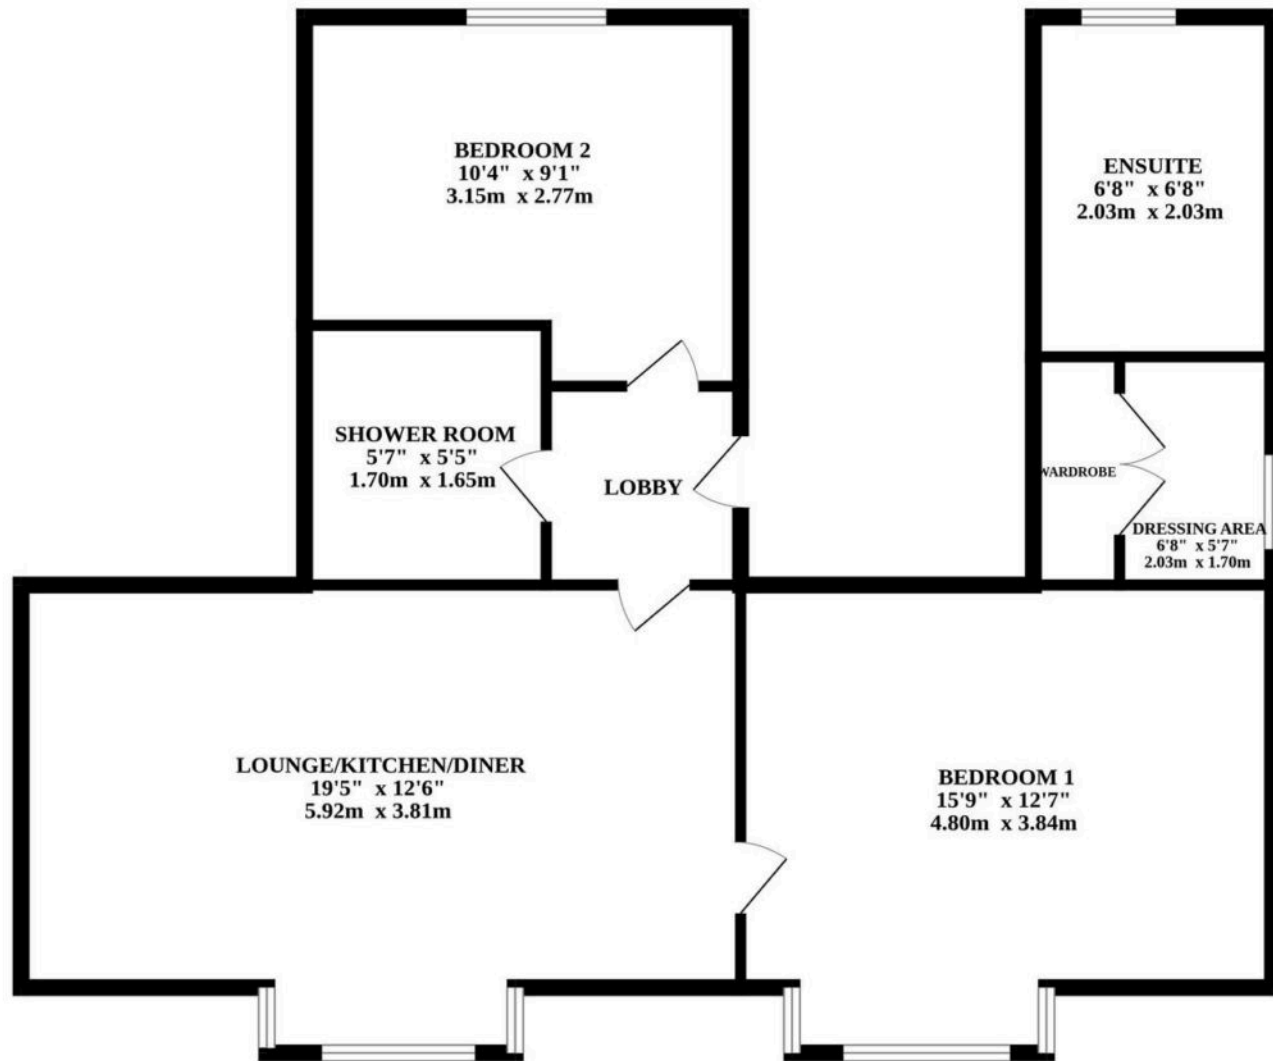 BEDROOM 2
10'4" x 9'1"
3.15m x 2.77m
ENSUITE
6'8" x 6'8"
2.03m x 2.03m
SHOWER ROOM
5'7" x 5'5"
1.70m x 1.65m
LOBBY
WARDROBE
DRESSING AREA
6'8" x 5'7"
2.03m x 1.70m
LOUNGE/KITCHEN/DINER
19'5" x 12'6"
5.92m x 3.81m
BEDROOM 1
15'9" x 12'7"
4.80m x 3.84m